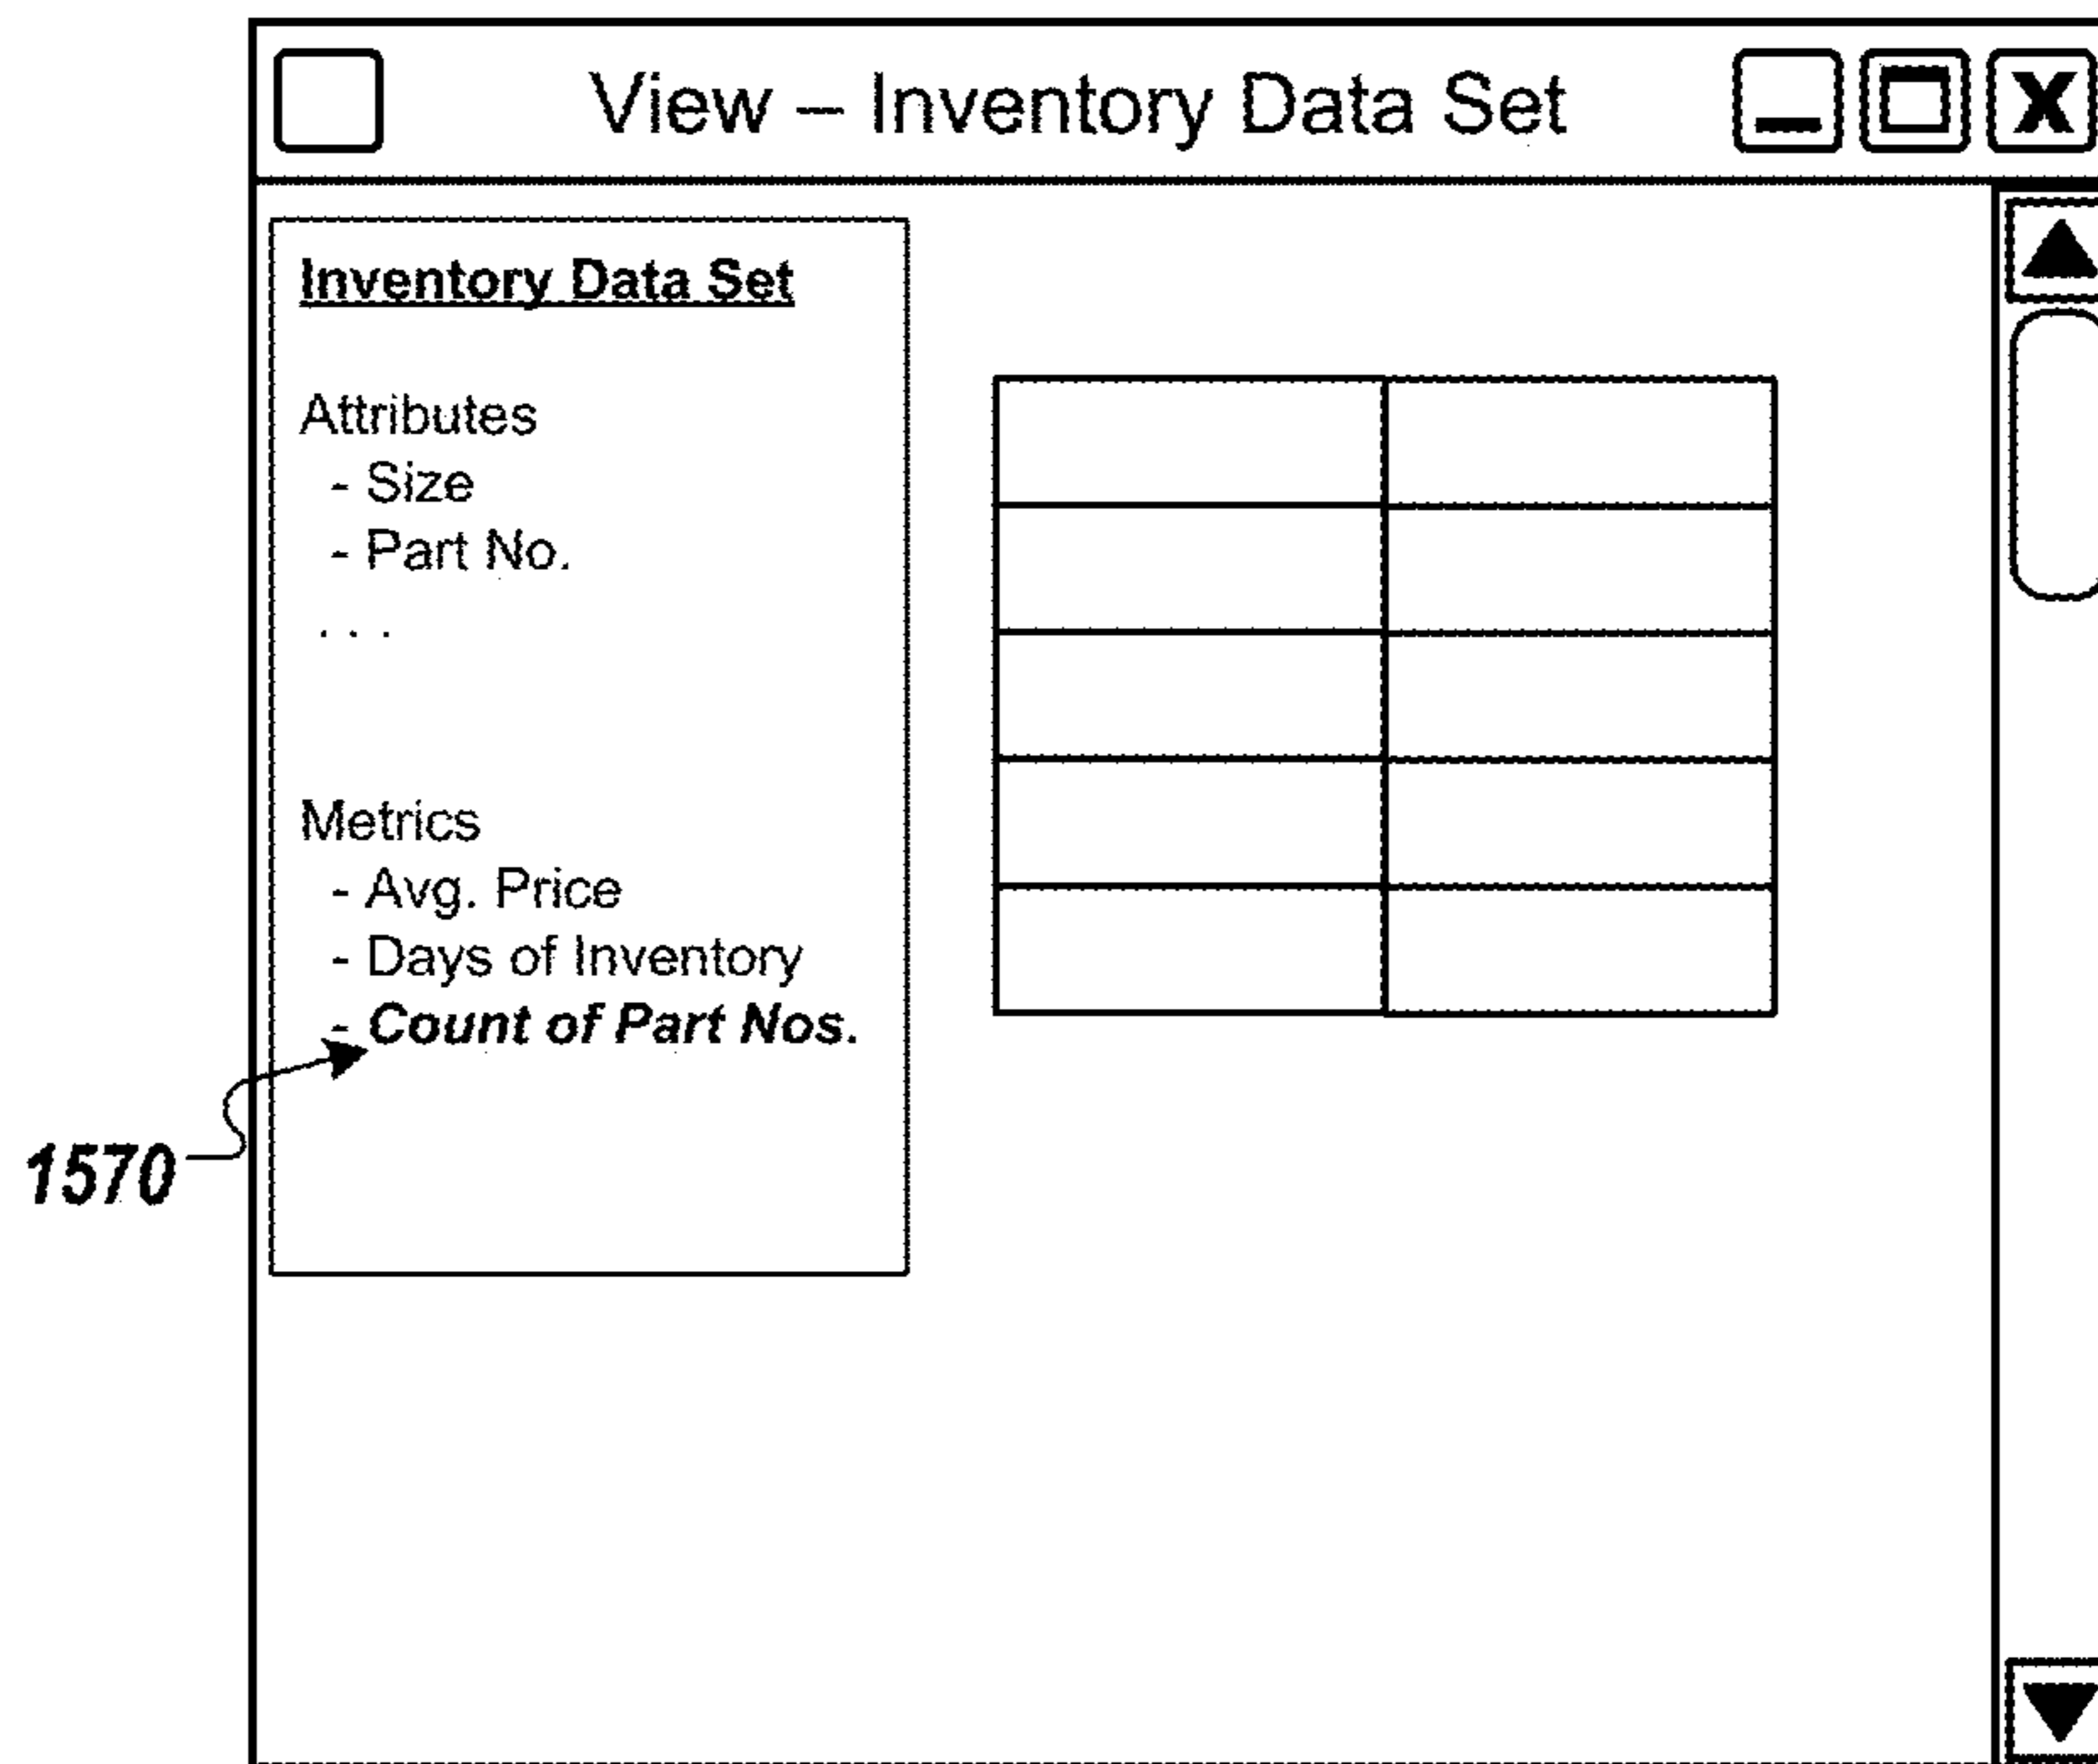 View – Inventory Data Set
X
Inventory Data Set
Attributes
- Size
- Part No.
. . .
Metrics
- Avg. Price
- Days of Inventory
- Count of Part Nos.
1570